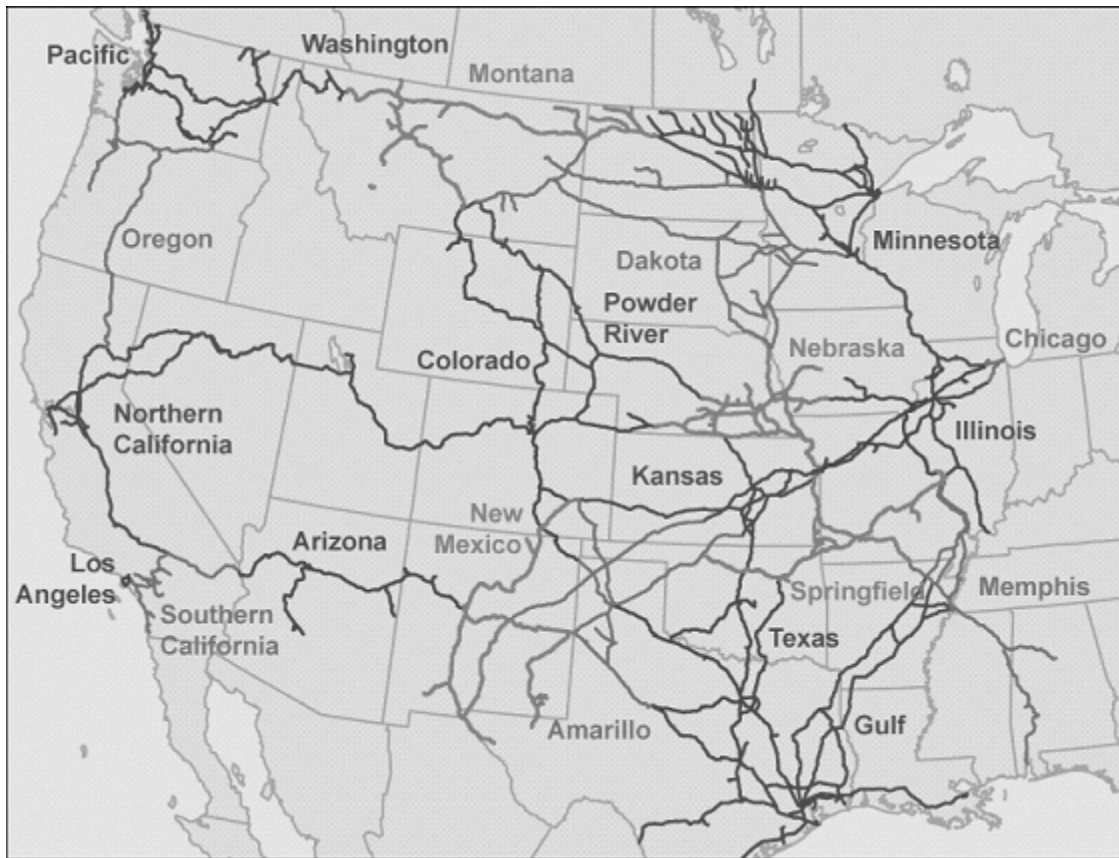 Pacific
Washington
Montana
Oregon
Dakota
Minnesota
Powder
River
Colorado
Nebraska
Chicago
Northern
California
Illinois
Kansas
New
Mexico
Arizona
Los
Angeles
Southern
California
Springfield
Memphis
Texas
Amarillo
Gulf